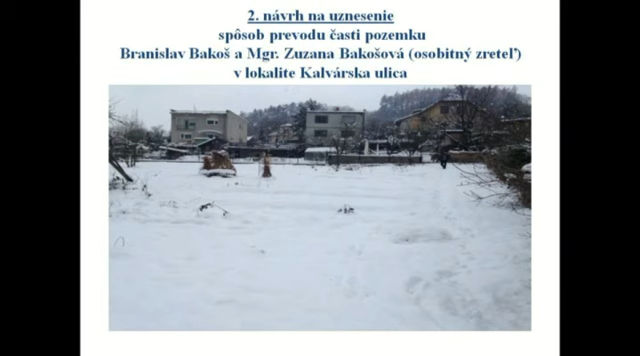 2. návrh na uznesenie
spôsob prevodu časti pozemku
Branislav Bakoš a Mgr. Zuzana Bakošová (osobitný zreteľ)
v lokalite Kalvárska ulica